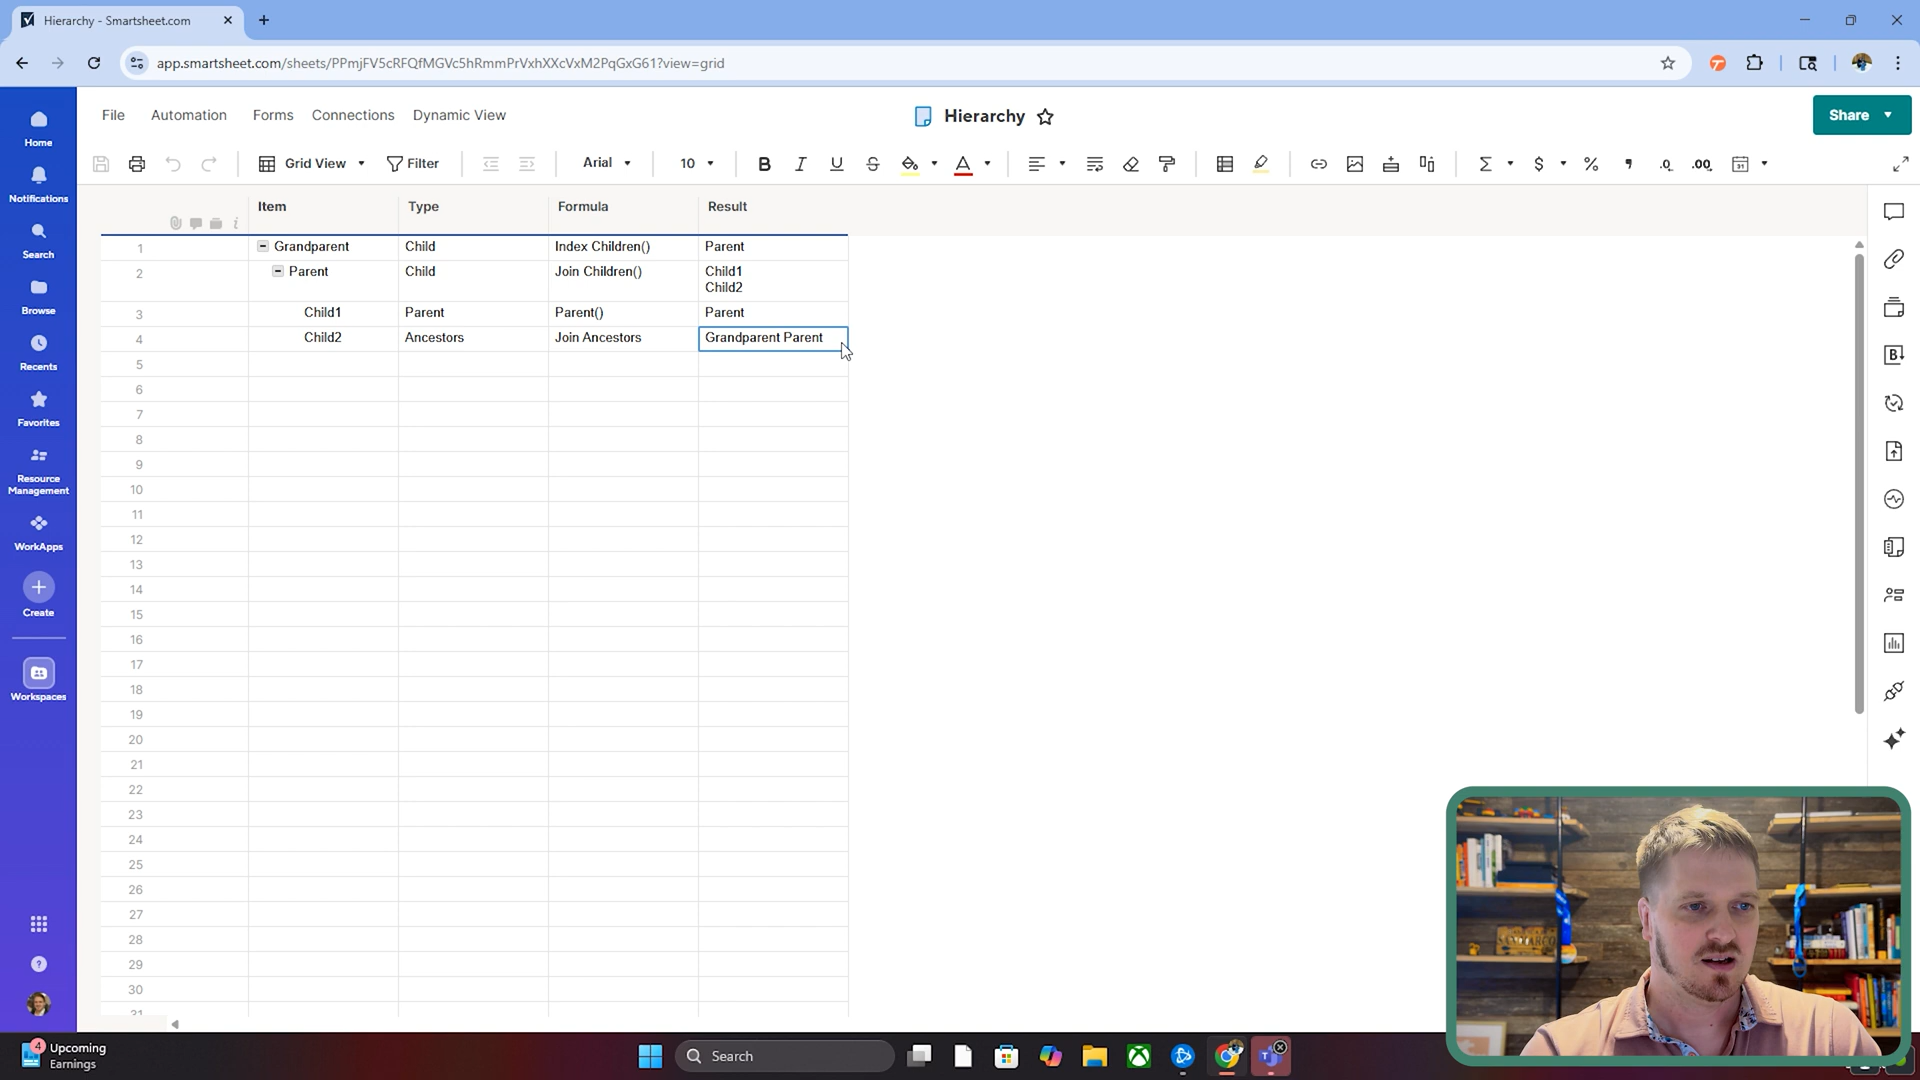 Hierarchy - Smartsheet.com
app.smartsheet.com/sheets/PPmjFV5cRFQfMGVc5hRmmPrVxhXXcVxM2PqGxG61?view=grid
File Automation Forms Connections Dynamic View
Hierarchy
Share
Grid View Filter Arial 10
Home
Notifications
Search
Browse
Recents
Favorites
Resource
Management
WorkApps
Create
Workspaces
Item Type Formula Result
1 Grandparent Child Index Children() Parent
2 Parent Child Join Children() Child1
Child2
3 Child1 Parent Parent() Parent
4 Child2 Ancestors Join Ancestors Grandparent Parent
5
6
7
8
9
10
11
12
13
14
15
16
17
18
19
20
21
22
23
24
25
26
27
28
29
30
31
4 Upcoming
Earnings
Search